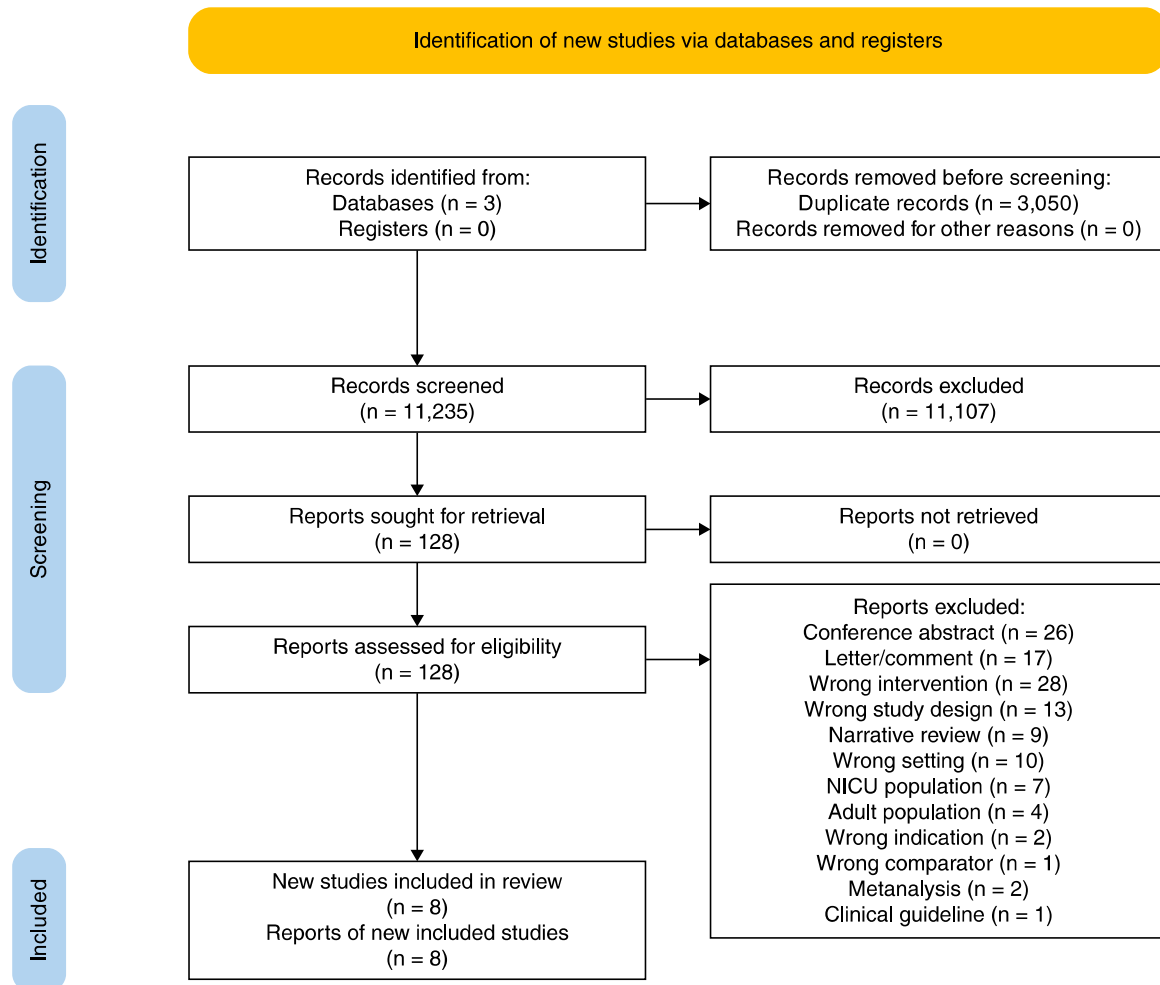 Identification of new studies via databases and registers
Identification
Records identified from:
Databases (n = 3)
Registers (n = 0)
Records removed before screening:
Duplicate records (n = 3,050)
Records removed for other reasons (n = 0)
Screening
Records screened
(n = 11,235)
Records excluded
(n = 11,107)
Reports sought for retrieval
(n = 128)
Reports not retrieved
(n = 0)
Reports assessed for eligibility
(n = 128)
Reports excluded:
Conference abstract (n = 26)
Letter/comment (n = 17)
Wrong intervention (n = 28)
Wrong study design (n = 13)
Narrative review (n = 9)
Wrong setting (n = 10)
NICU population (n = 7)
Adult population (n = 4)
Wrong indication (n = 2)
Wrong comparator (n = 1)
Metanalysis (n = 2)
Clinical guideline (n = 1)
Included
New studies included in review
(n = 8)
Reports of new included studies
(n = 8)